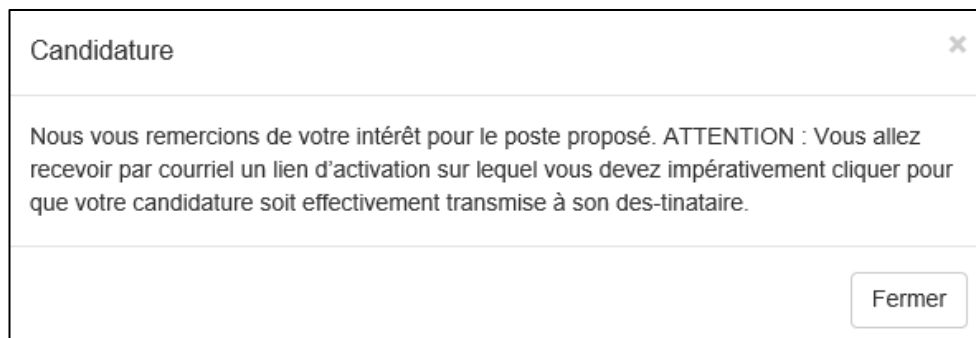 Candidature
×
Nous vous remercions de votre intérêt pour le poste proposé. ATTENTION : Vous allez
recevoir par courriel un lien d'activation sur lequel vous devez impérativement cliquer pour
que votre candidature soit effectivement transmise à son des-tinataire.
Fermer